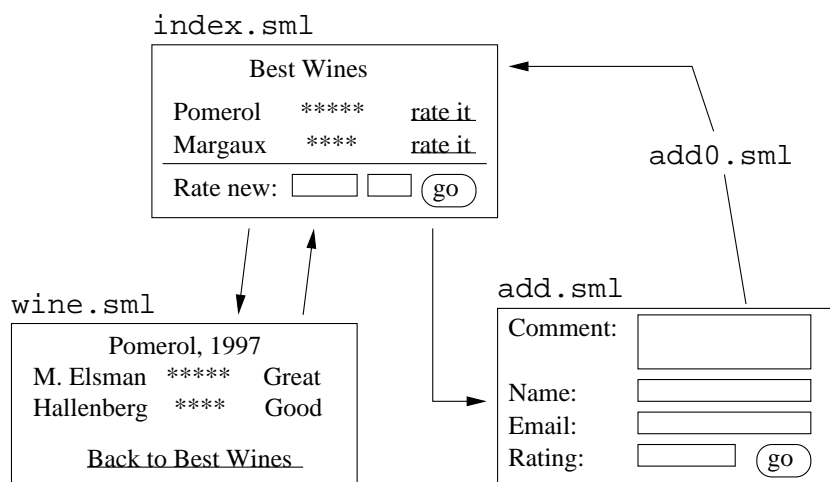 index.sml
Best Wines
Pomerol ***** rate it
Margaux **** rate it
Rate new: go
add0.sml
wine.sml
Pomerol, 1997
M. Elsman ***** Great
Hallenberg **** Good
Back to Best Wines
add.sml
Comment:
Name:
Email:
Rating: go